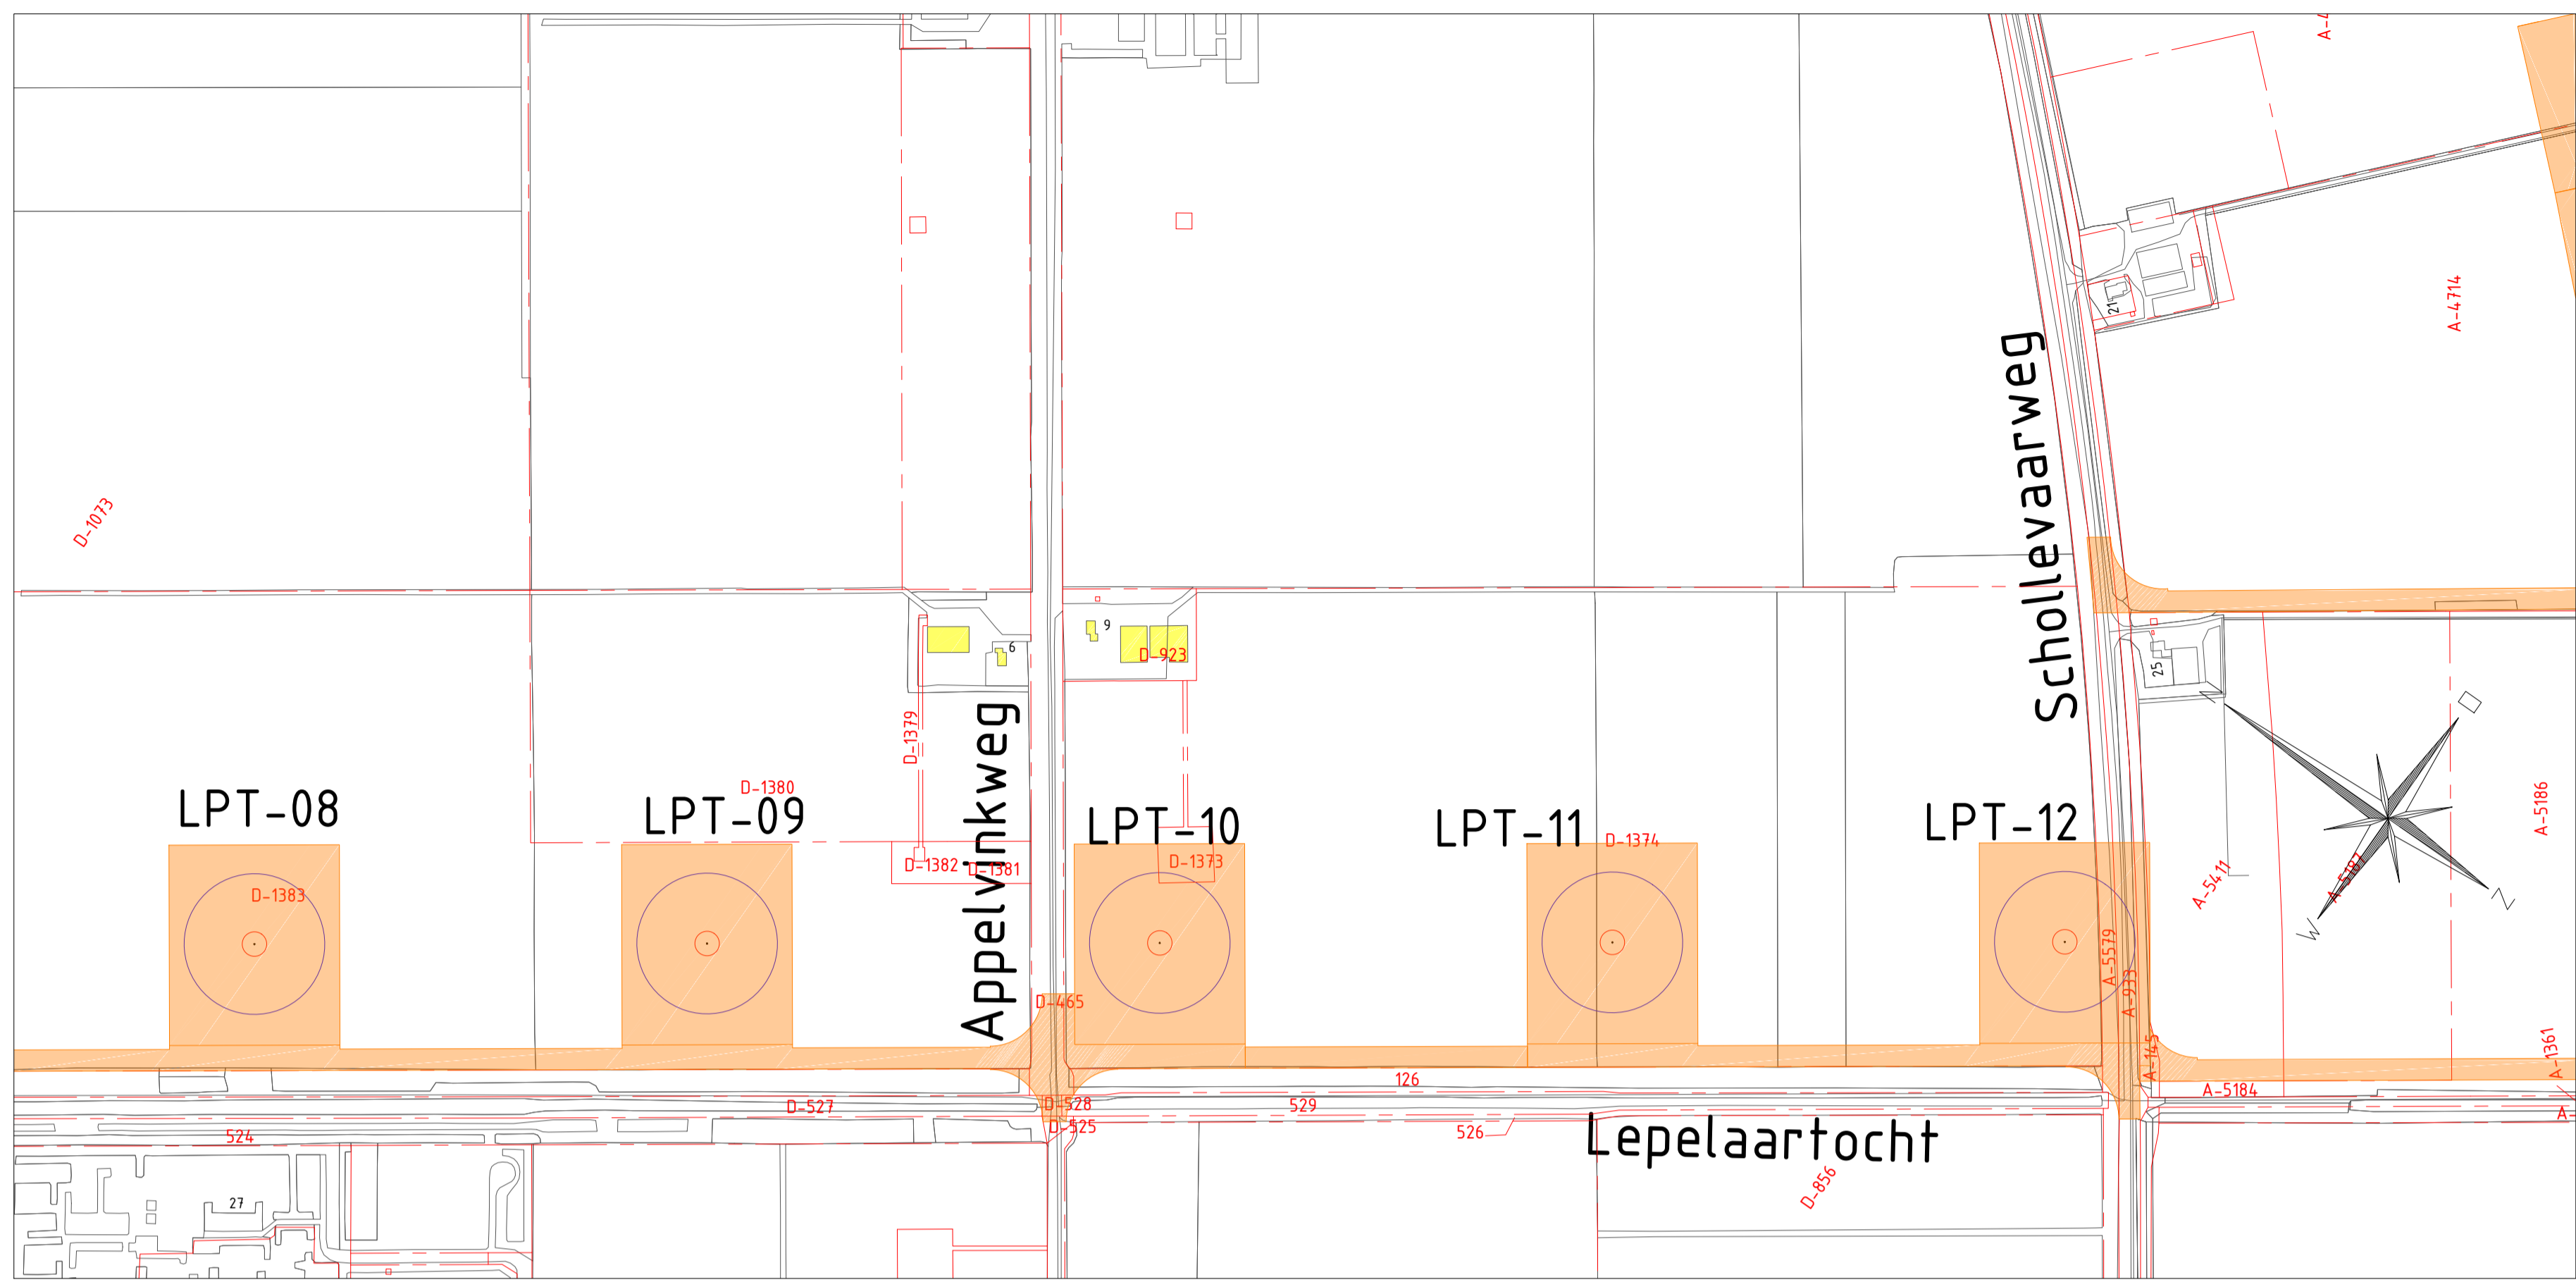 A-4
A-4714
21
Schollevaarweg
D-1073
9
6
D-923
25
D-1379
Appelvinkweg
D-1380
LPT-08
LPT-09
LPT-10
LPT-11
LPT-12
D-1374
D-1382
D-1381
D-1373
D-1383
A-5186
A-5411
A-5187
Z
N
W
A-5579
A-933
D-465
A-145
A-1361
126
A-5184
D-527
D-528
529
A-
D-525
524
526
Lepelaartocht
D-856
27